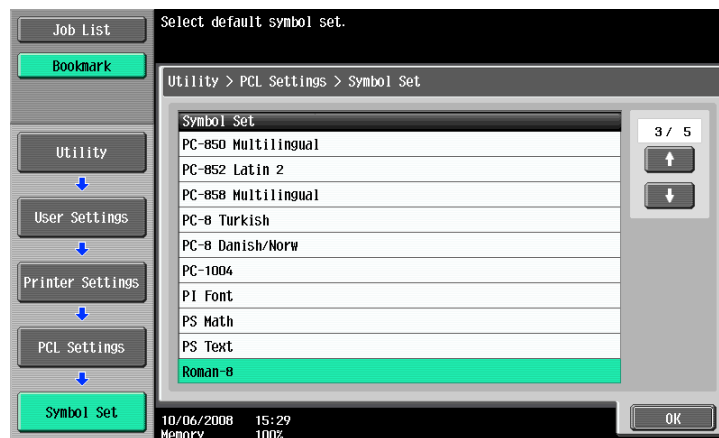 Job List
Bookmark
Utility
User Settings
Printer Settings
PCL Settings
Symbol Set
Select default symbol set.
Utility > PCL Settings > Symbol Set
Symbol Set
PC-850 Multilingual
PC-852 Latin 2
PC-858 Multilingual
PC-8 Turkish
PC-8 Danish/Norw
PC-1004
PI Font
PS Math
PS Text
Roman-8
3/ 5
10/06/2008 15:29
Memory 100%
OK